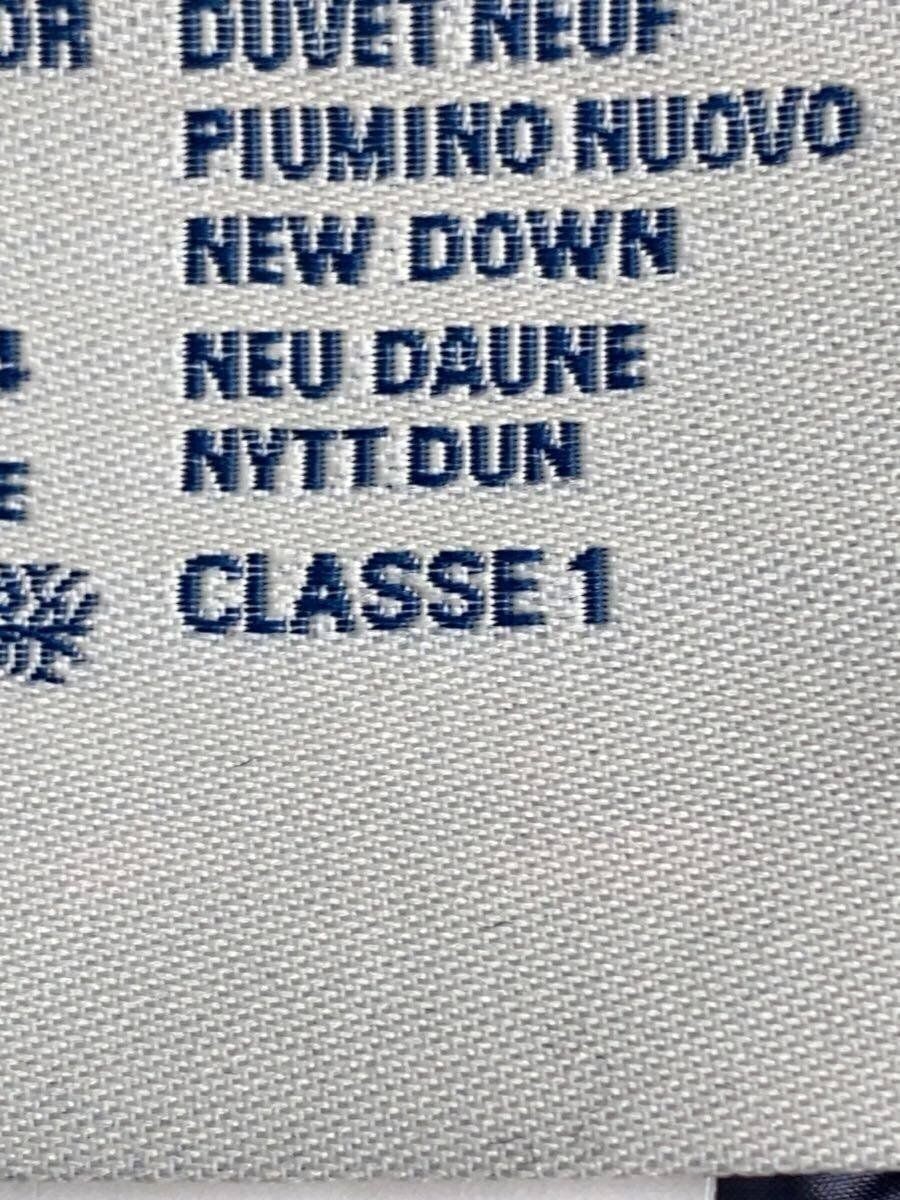 DUVET NEUF
PIUMINO NUOVO
NEW DOWN
NEU DAUNE
NYTT DUN
CLASSE 1